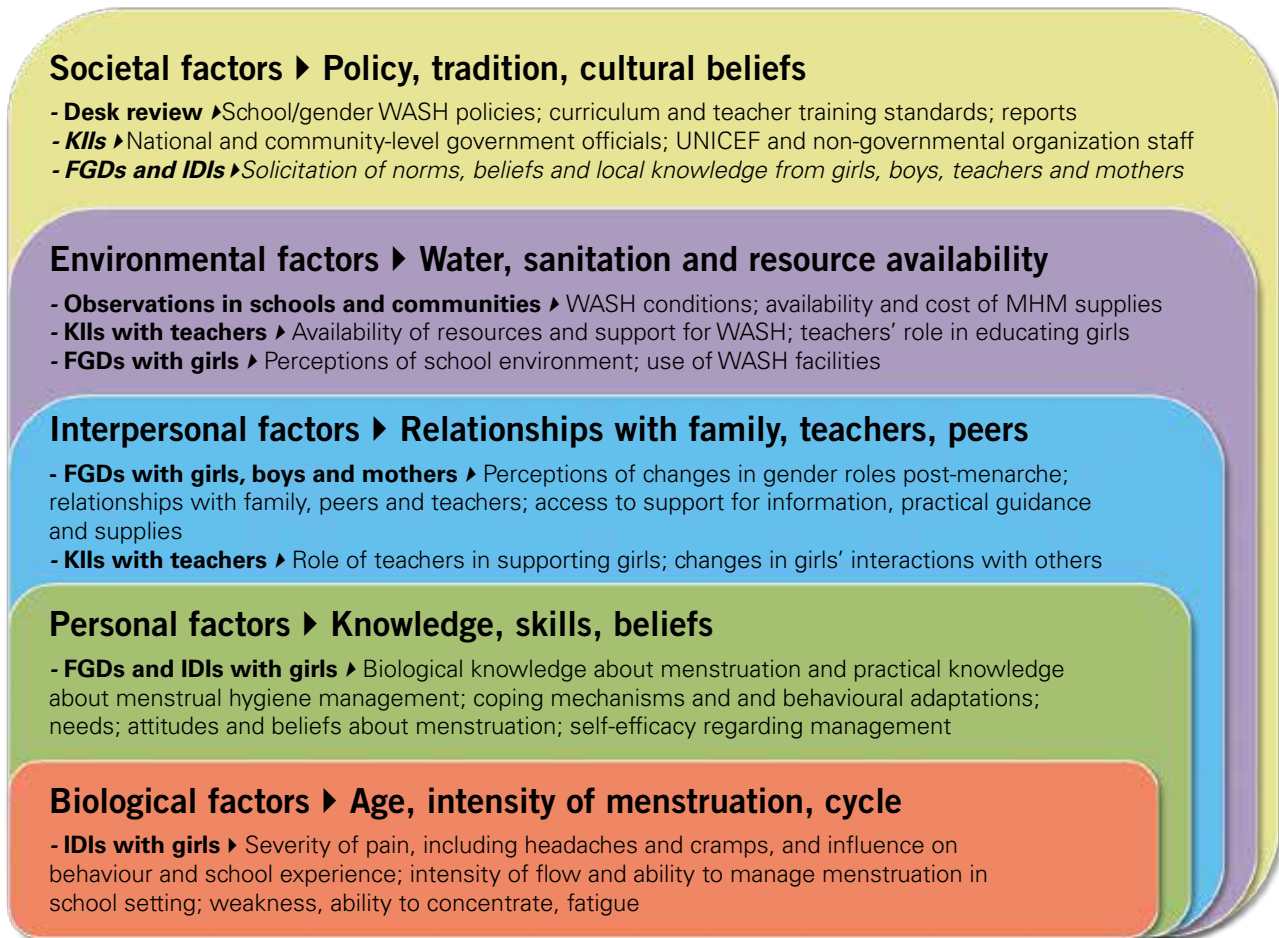 Societal factors ▶ Policy, tradition, cultural beliefs
- Desk review ▶School/gender WASH policies; curriculum and teacher training standards; reports
- KIIs ▶National and community-level government officials; UNICEF and non-governmental organization staff
- FGDs and IDIs ▶Solicitation of norms, beliefs and local knowledge from girls, boys, teachers and mothers
Environmental factors ▶ Water, sanitation and resource availability
- Observations in schools and communities ▶ WASH conditions; availability and cost of MHM supplies
- KIIs with teachers ▶ Availability of resources and support for WASH; teachers’ role in educating girls
- FGDs with girls ▶ Perceptions of school environment; use of WASH facilities
Interpersonal factors ▶ Relationships with family, teachers, peers
- FGDs with girls, boys and mothers ▶ Perceptions of changes in gender roles post-menarche;
relationships with family, peers and teachers; access to support for information, practical guidance
and supplies
- KIIs with teachers ▶ Role of teachers in supporting girls; changes in girls’ interactions with others
Personal factors ▶ Knowledge, skills, beliefs
- FGDs and IDIs with girls ▶ Biological knowledge about menstruation and practical knowledge
about menstrual hygiene management; coping mechanisms and and behavioural adaptations;
needs; attitudes and beliefs about menstruation; self-efficacy regarding management
Biological factors ▶ Age, intensity of menstruation, cycle
- IDIs with girls ▶ Severity of pain, including headaches and cramps, and influence on
behaviour and school experience; intensity of flow and ability to manage menstruation in
school setting; weakness, ability to concentrate, fatigue